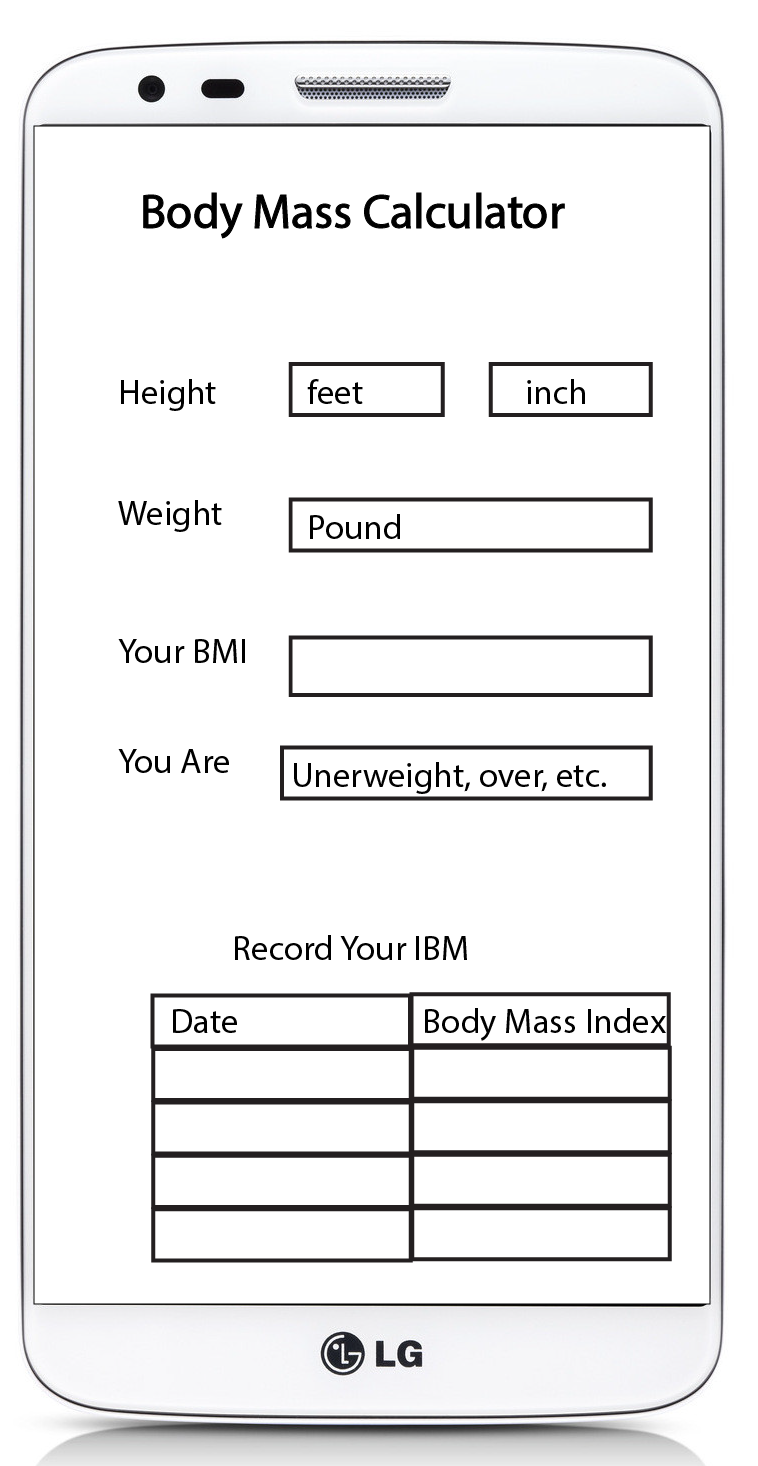 Body Mass Calculator
Height feet inch
Weight Pound
Your BMI
You Are Unerweight, over, etc.
Record Your IBM
Date Body Mass Index
LG